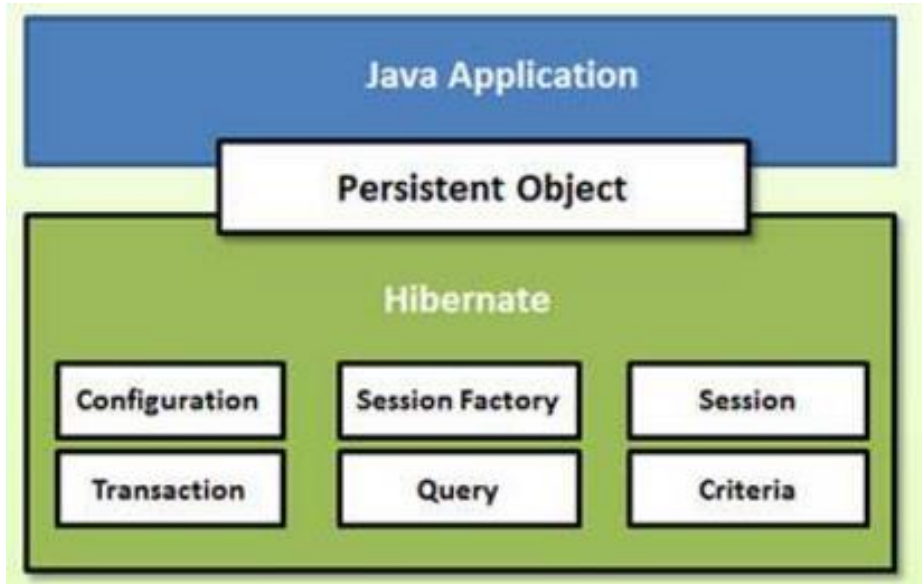 Java Application
Persistent Object
Hibernate
Configuration
Session Factory
Session
Transaction
Query
Criteria